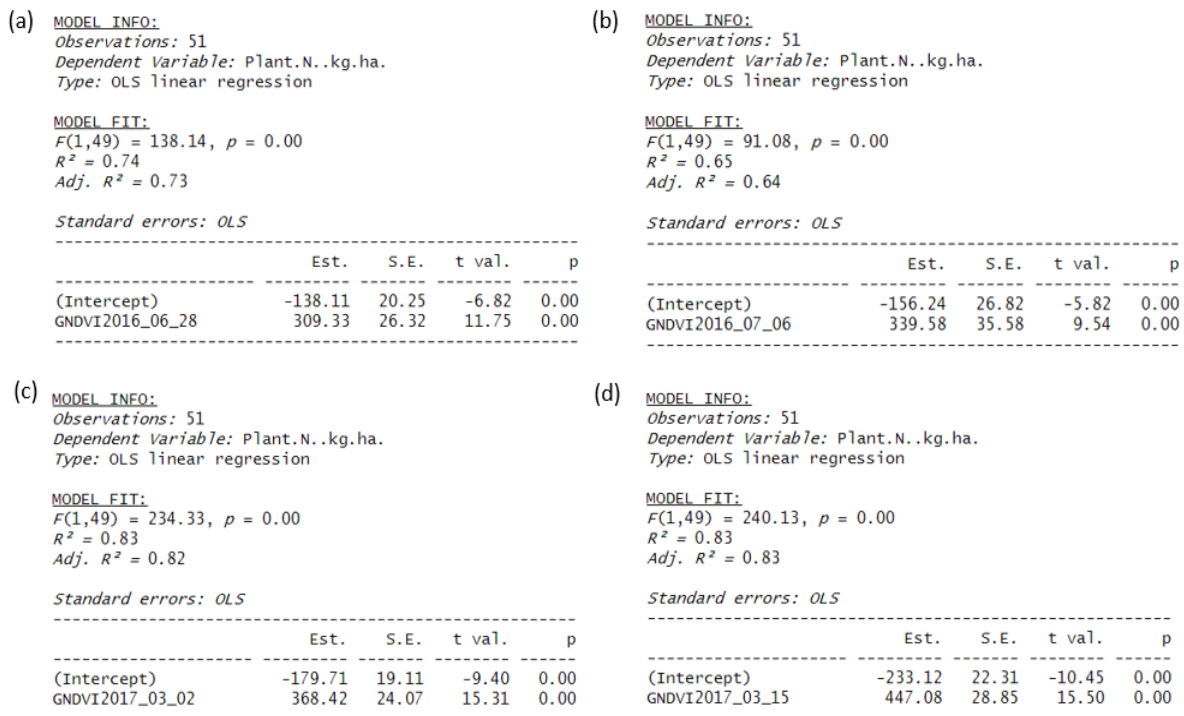 (a)
MODEL INFO:
Observations: 51
Dependent Variable: Plant.N..kg.ha.
Type: OLS linear regression
MODEL FIT:
F(1,49) = 138.14, p = 0.00
R² = 0.74
Adj. R² = 0.73
Standard errors: OLS
-------------------------------------------------------
Est. S.E. t val. p
--------------------- --------- ------- -------- ------
(Intercept) -138.11 20.25 -6.82 0.00
GNDVI2016_06_28 309.33 26.32 11.75 0.00
-------------------------------------------------------
(b)
MODEL INFO:
Observations: 51
Dependent Variable: Plant.N..kg.ha.
Type: OLS linear regression
MODEL FIT:
F(1,49) = 91.08, p = 0.00
R² = 0.65
Adj. R² = 0.64
Standard errors: OLS
-------------------------------------------------------
Est. S.E. t val. p
--------------------- --------- ------- -------- ------
(Intercept) -156.24 26.82 -5.82 0.00
GNDVI2016_07_06 339.58 35.58 9.54 0.00
-------------------------------------------------------
(c)
MODEL INFO:
Observations: 51
Dependent Variable: Plant.N..kg.ha.
Type: OLS linear regression
MODEL FIT:
F(1,49) = 234.33, p = 0.00
R² = 0.83
Adj. R² = 0.82
Standard errors: OLS
-------------------------------------------------------
Est. S.E. t val. p
--------------------- --------- ------- -------- ------
(Intercept) -179.71 19.11 -9.40 0.00
GNDVI2017_03_02 368.42 24.07 15.31 0.00
(d)
MODEL INFO:
Observations: 51
Dependent Variable: Plant.N..kg.ha.
Type: OLS linear regression
MODEL FIT:
F(1,49) = 240.13, p = 0.00
R² = 0.83
Adj. R² = 0.83
Standard errors: OLS
-------------------------------------------------------
Est. S.E. t val. p
--------------------- --------- ------- -------- ------
(Intercept) -233.12 22.31 -10.45 0.00
GNDVI2017_03_15 447.08 28.85 15.50 0.00